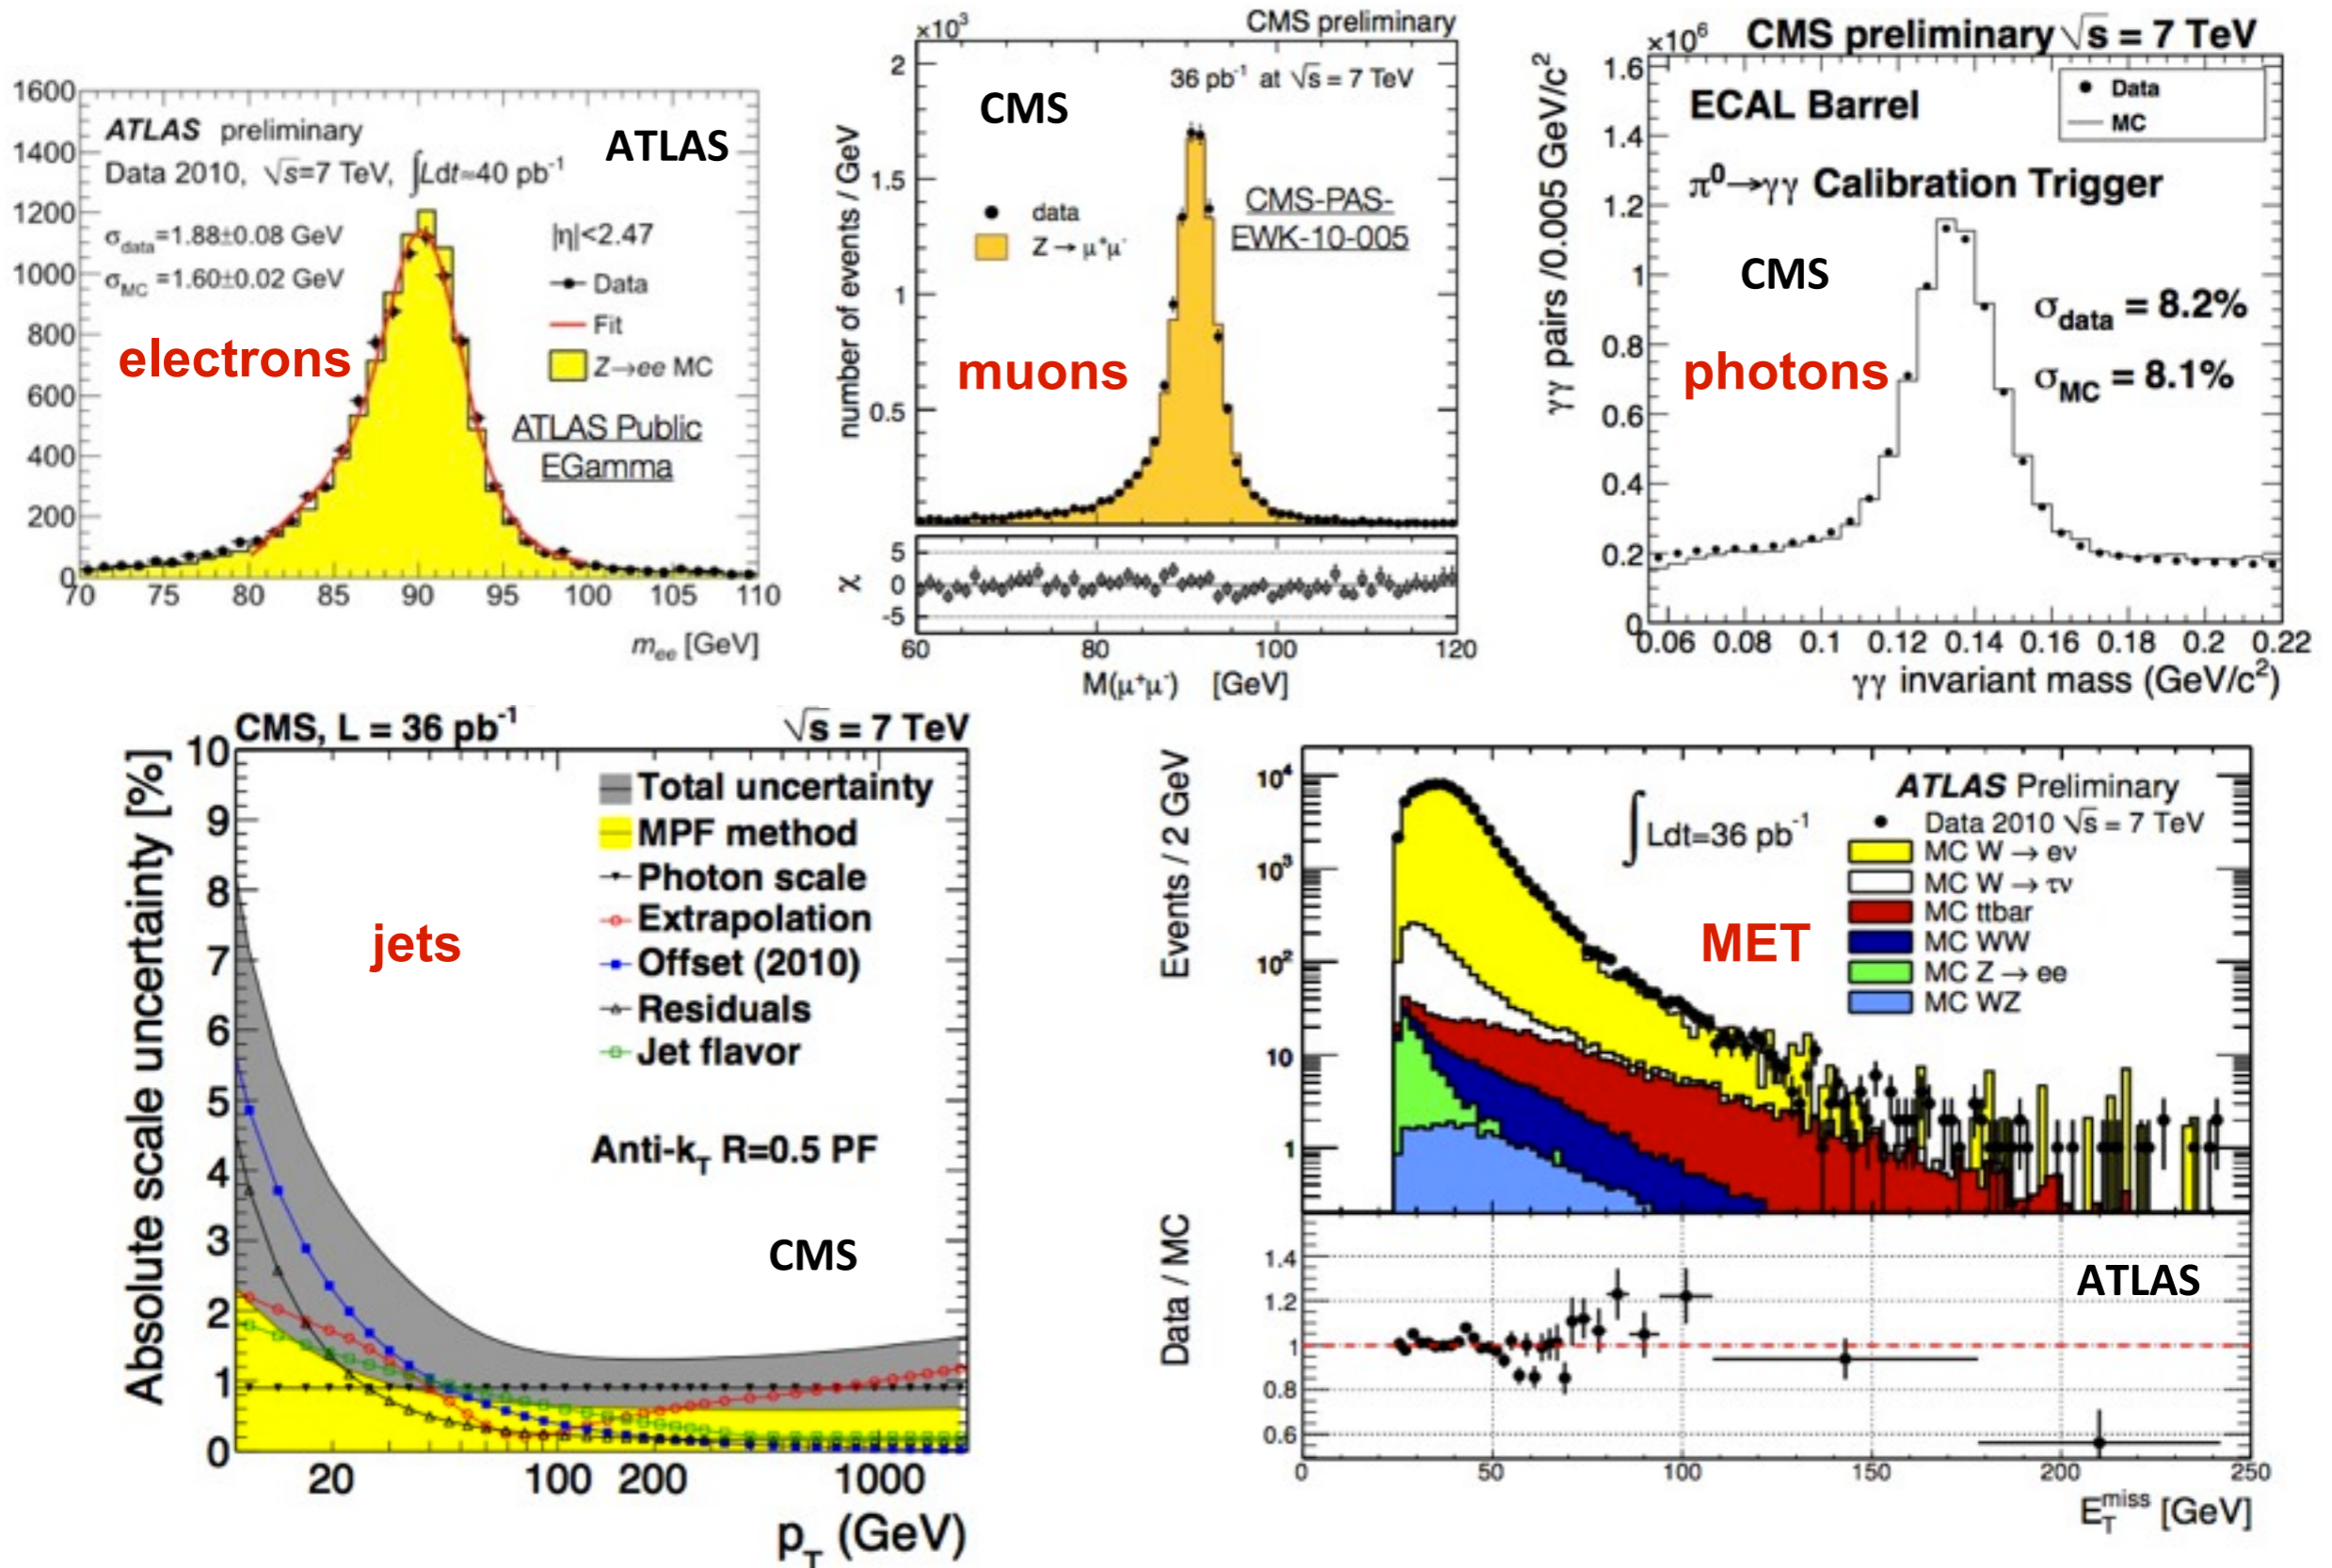 ATLAS preliminary
ATLAS
Data 2010, √s=7 TeV, ∫Ldt≈40 pb⁻¹
σdata=1.88±0.08 GeV
σMC =1.60±0.02 GeV
|η|<2.47
Data
Fit
Z→ee MC
electrons
ATLAS Public
EGamma
1600
1400
1200
1000
800
600
400
200
0
70 75 80 85 90 95 100 105 110
mee [GeV]
×10³
CMS preliminary
36 pb⁻¹ at √s = 7 TeV
CMS
data
Z → μ⁺μ⁻
CMS-PAS-
EWK-10-005
muons
number of events / GeV
2
1.5
1
0.5
χ
5
0
-5
60 80 100 120
M(μ⁺μ⁻) [GeV]
×10⁶ CMS preliminary √s = 7 TeV
Data
MC
ECAL Barrel
π⁰→γγ Calibration Trigger
CMS
σdata = 8.2%
σMC = 8.1%
photons
γγ pairs /0.005 GeV/c²
1.6
1.4
1.2
1
0.8
0.6
0.4
0.2
0
0.06 0.08 0.1 0.12 0.14 0.16 0.18 0.2 0.22
γγ invariant mass (GeV/c²)
CMS, L = 36 pb⁻¹ √s = 7 TeV
Absolute scale uncertainty [%]
10
9
8
7
6
5
4
3
2
1
0
Total uncertainty
MPF method
Photon scale
Extrapolation
Offset (2010)
Residuals
Jet flavor
jets
Anti-kT R=0.5 PF
CMS
20 100 200 1000
pT (GeV)
Events / 2 GeV
10⁴
10³
10²
10
1
∫Ldt=36 pb⁻¹
ATLAS Preliminary
Data 2010 √s = 7 TeV
MC W → eν
MC W → τν
MC ttbar
MC WW
MC Z → ee
MC WZ
MET
Data / MC
1.4
1.2
1
0.8
0.6
ATLAS
0 50 100 150 200 250
ETmiss [GeV]